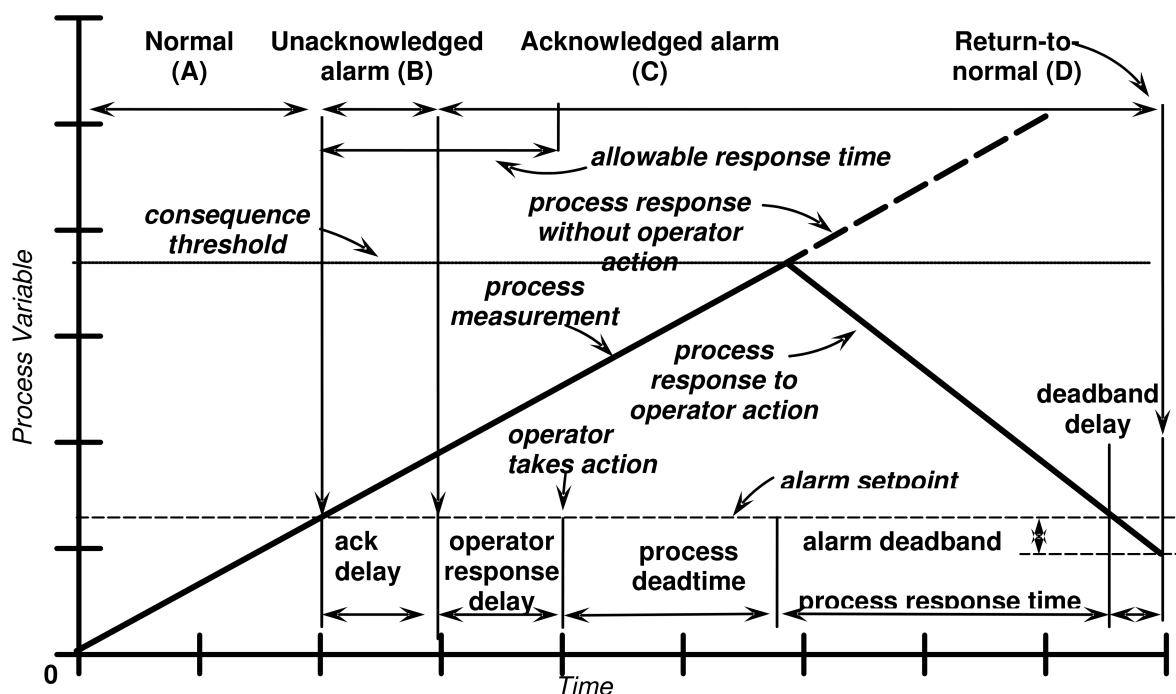 Normal
(A)
Unacknowledged
alarm (B)
Acknowledged alarm
(C)
Return-to-
normal (D)
allowable response time
consequence
threshold
process response
without operator
action
process
measurement
process
response to
operator action
deadband
delay
operator
takes action
alarm setpoint
ack
delay
operator
response
delay
process
deadtime
alarm deadband
process response time
Process Variable
0
Time